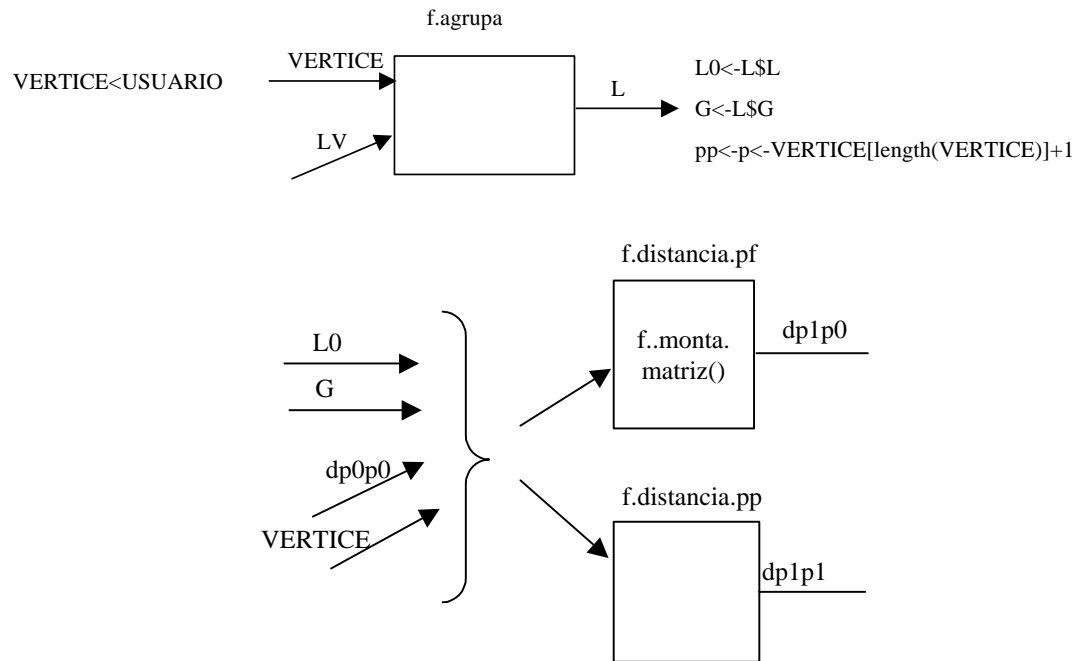 f.agrupa
VERTICE<USUARIO
VERTICE
LV
L
L0<-L$L
G<-L$G
pp<-p<-VERTICE[length(VERTICE)]+1
f.distancia.pf
f..monta.
matriz()
dp1p0
L0
G
dp0p0
VERTICE
f.distancia.pp
dp1p1